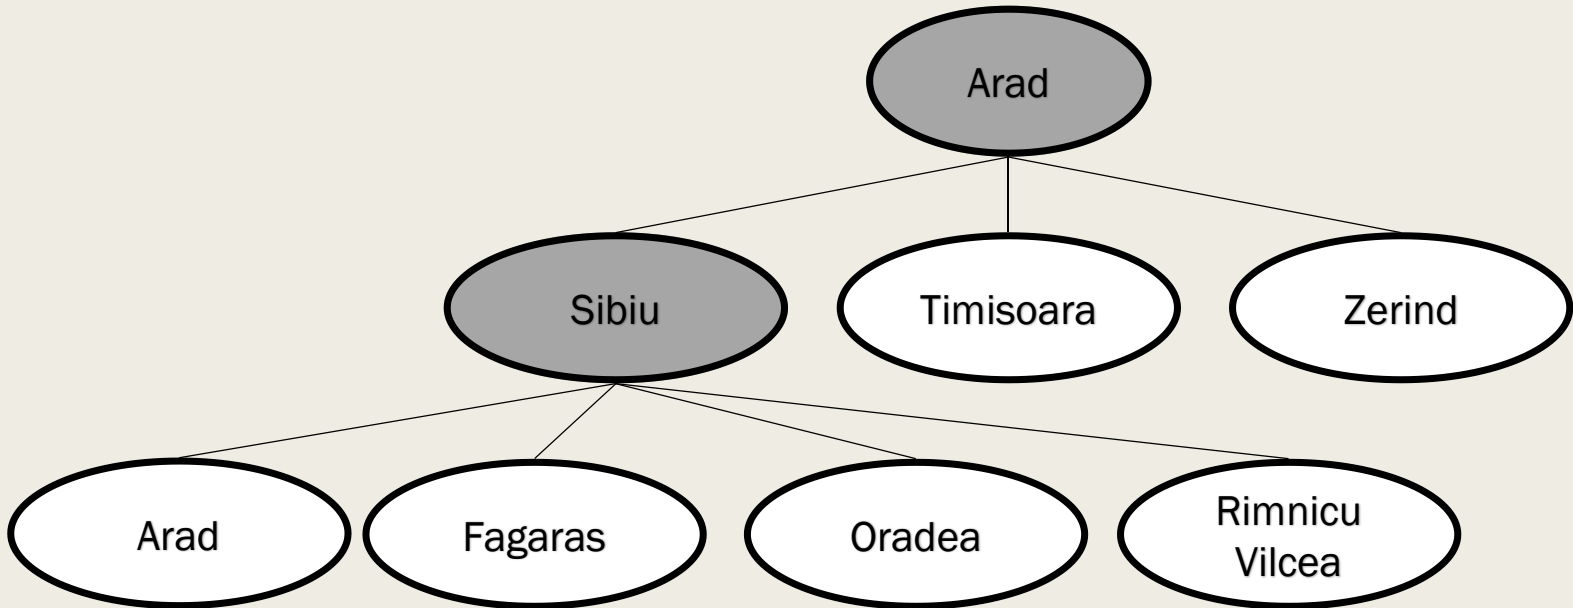 Arad
Sibiu
Timisoara
Zerind
Arad
Fagaras
Oradea
Rimnicu
Vilcea